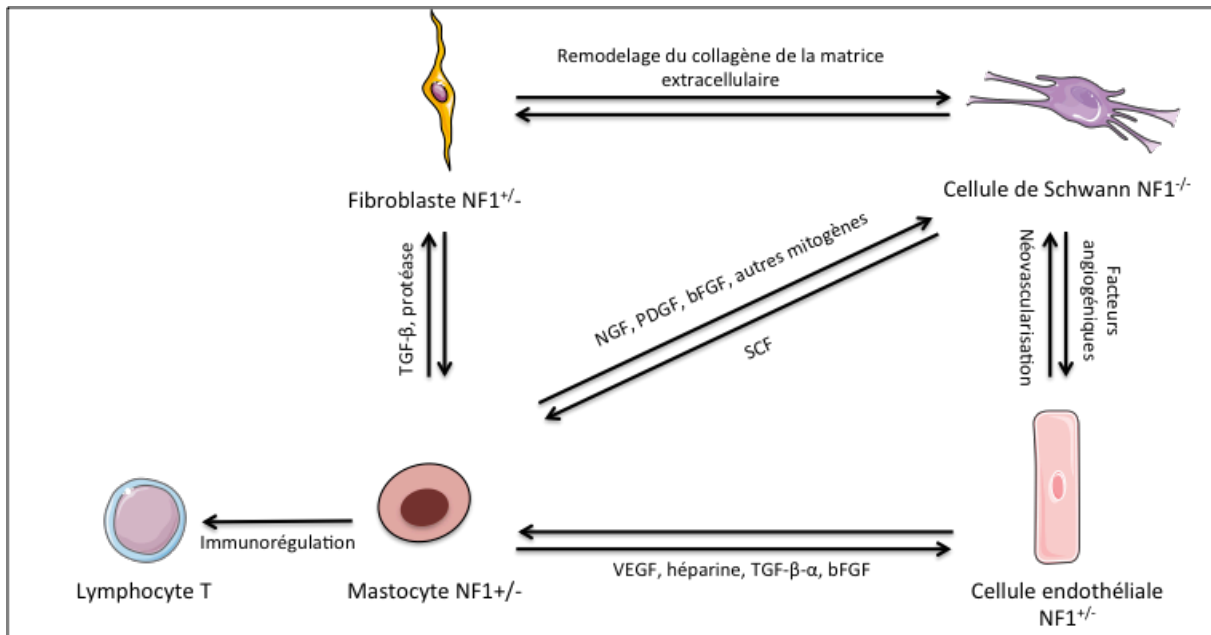 Remodelage du collagène de la matrice
extracellulaire
Fibroblaste NF1+/-
Cellule de Schwann NF1-/-
TGF-β, protéase
NGF, PDGF, bFGF, autres mitogènes
SCF
Néovascularisation
Facteurs
angiogéniques
Immunorégulation
Lymphocyte T
Mastocyte NF1+/-
VEGF, héparine, TGF-β-α, bFGF
Cellule endothéliale
NF1+/-